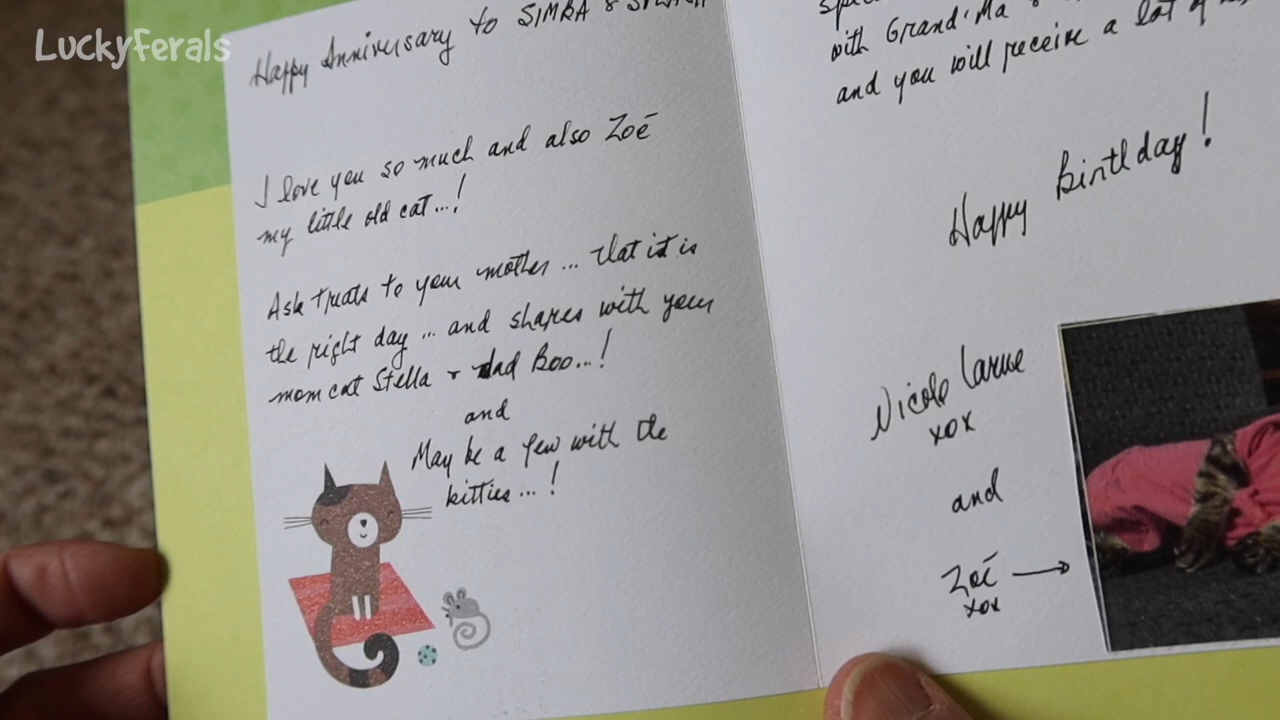 LuckyFerals
Happy Anniversary to SIMBA & SPLASH
I love you so much and also Zoē
my little old cat...!
Ask treats to your mother... that it is
the right day... and shares with your
mom cat Stella & dad Boo...!
and
May be a few with the
kitties...!
with Grand'Ma &
and you will receive a lot of
Happy Birthday!
Nicole Larue
xox
and
Zoē
xox